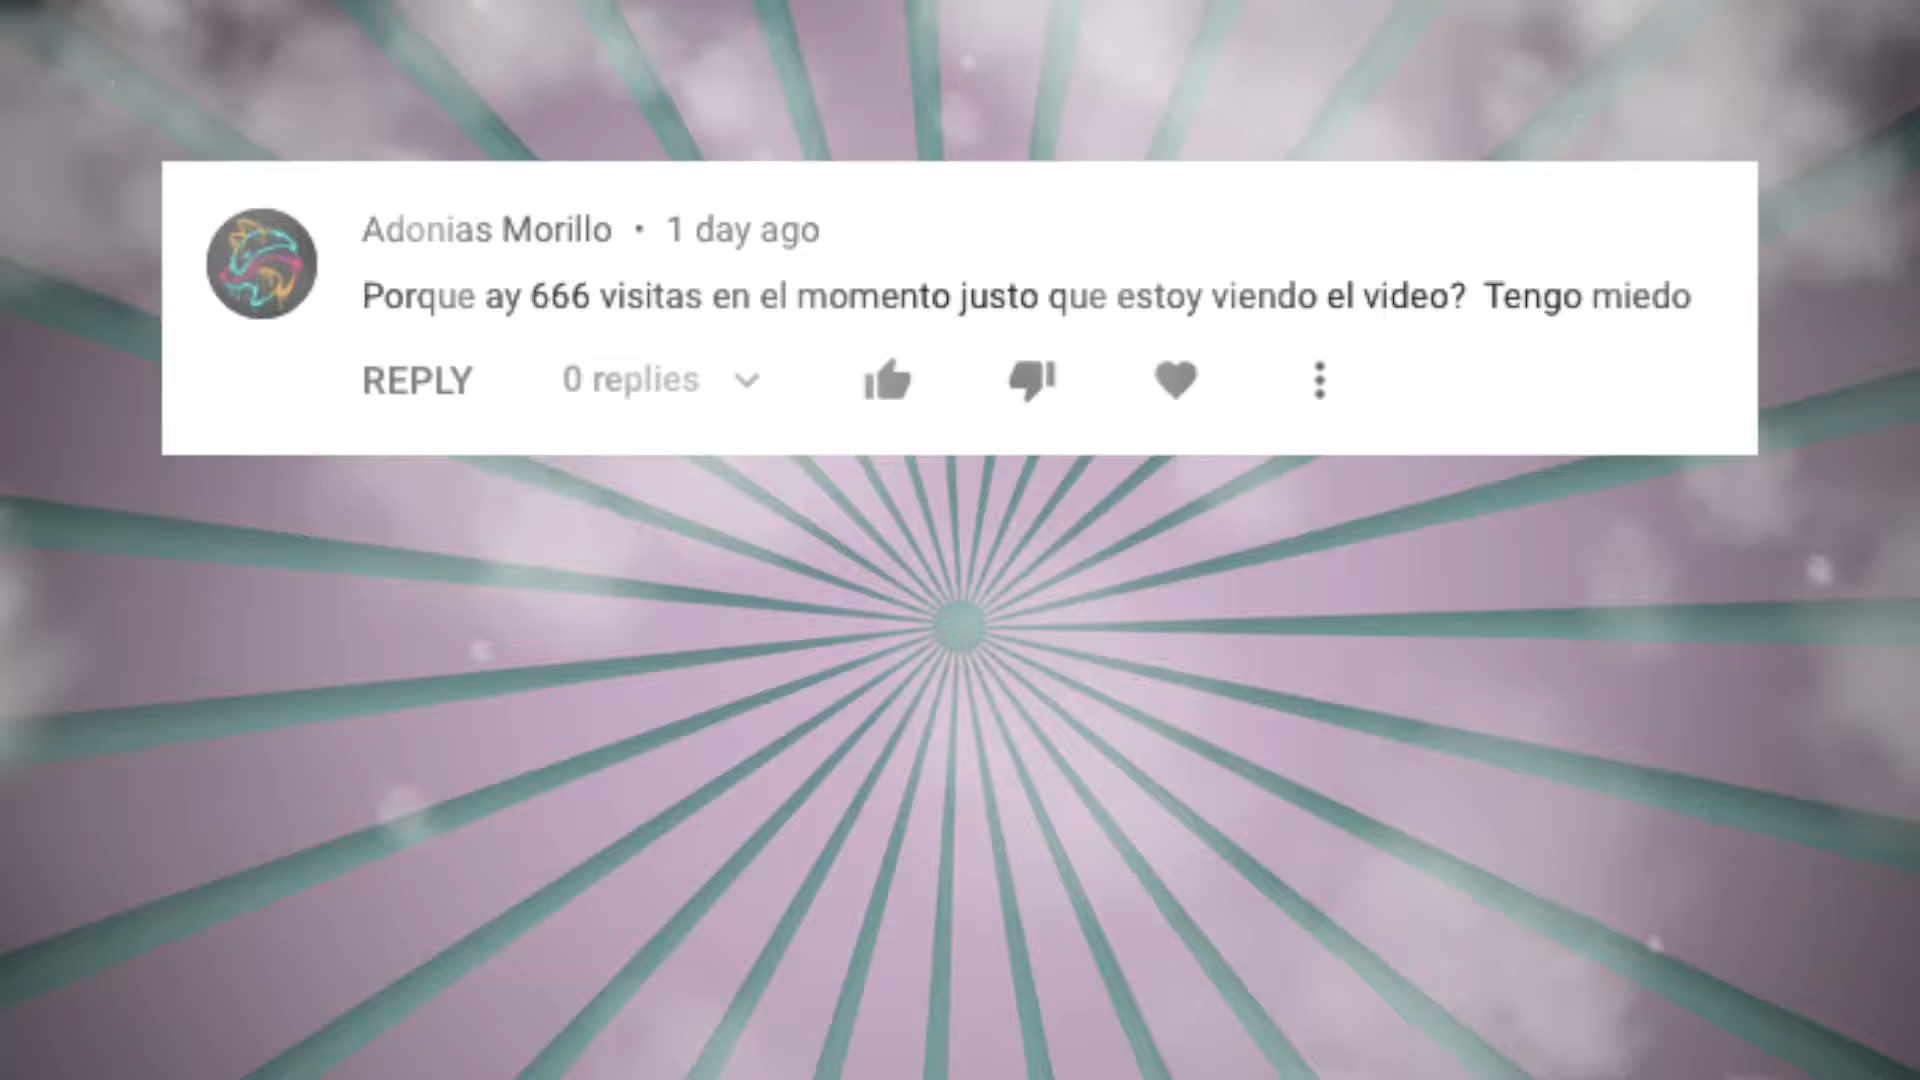 Adonias Morillo • 1 day ago
Porque ay 666 visitas en el momento justo que estoy viendo el video? Tengo miedo
REPLY 0 replies